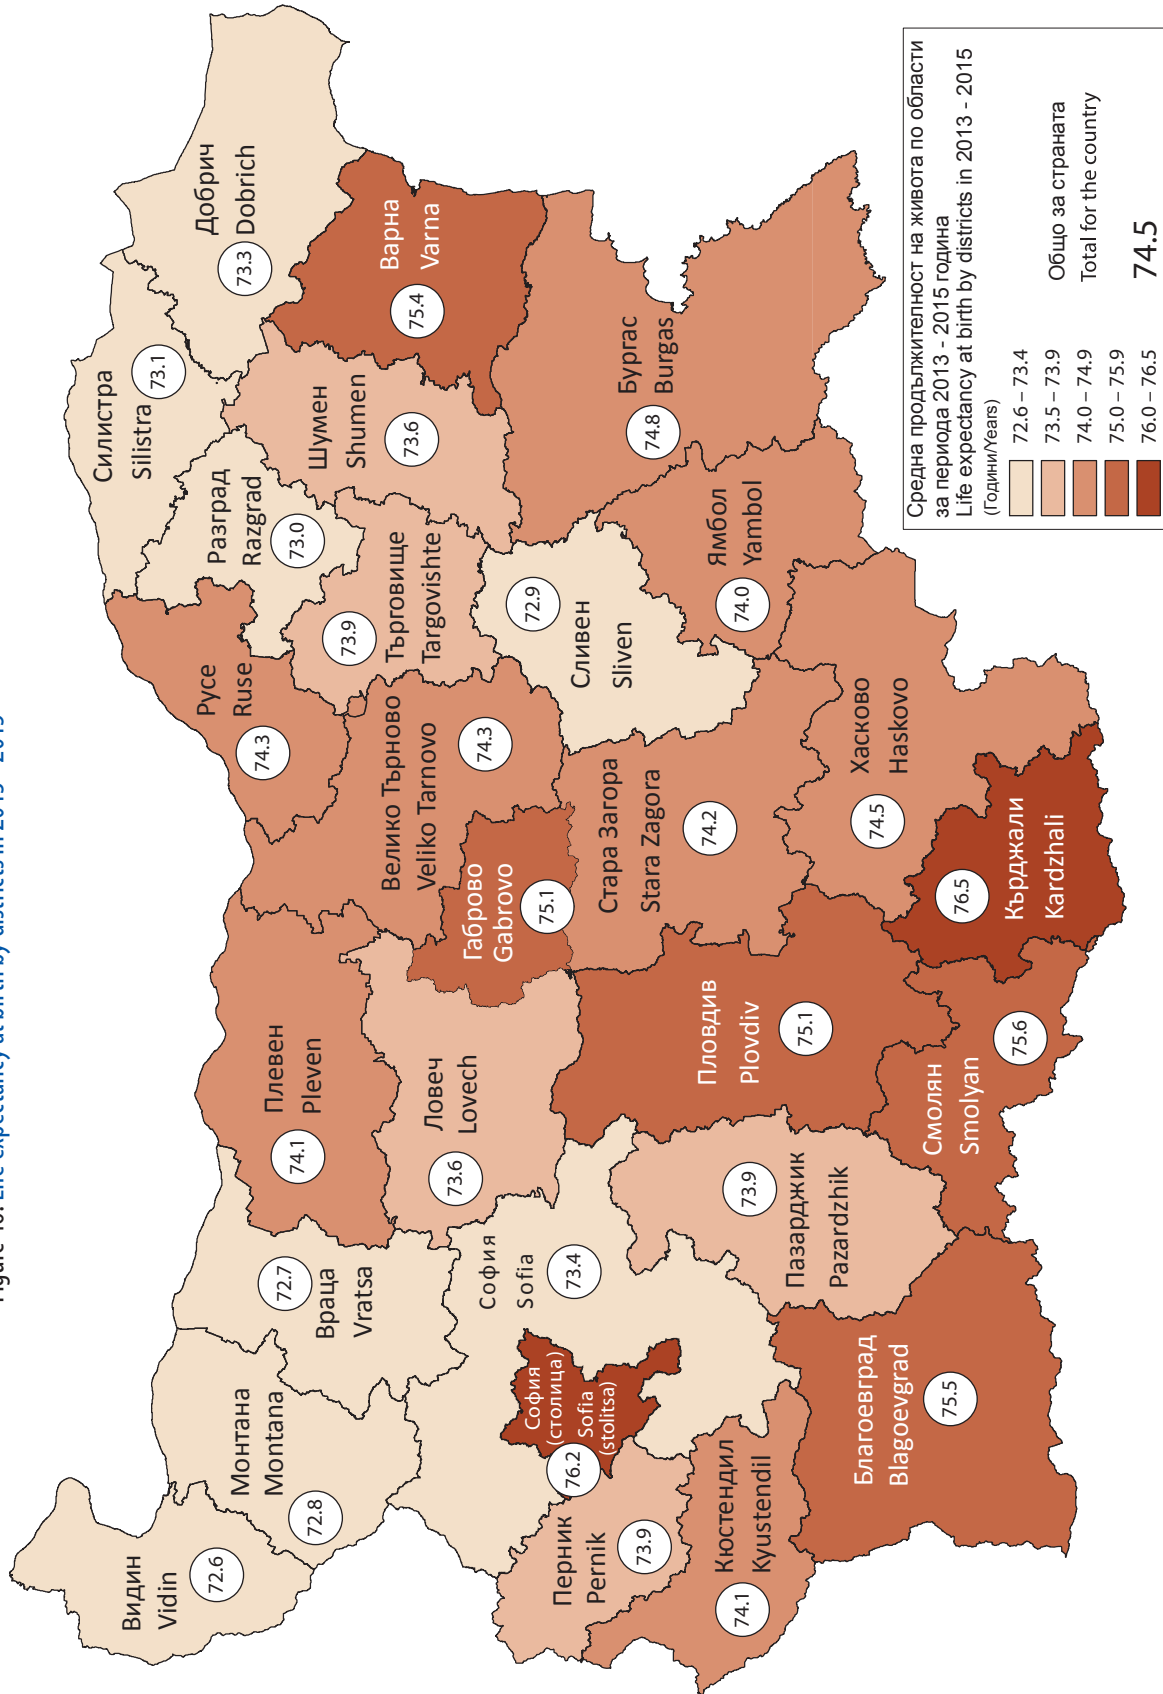 Видин
Vidin
72.6
Монтана
Montana
72.8
Враца
Vratsa
72.7
Плевен
Pleven
74.1
Ловеч
Lovech
73.6
Велико Търново
Veliko Tarnovo
74.3
Габрово
Gabrovo
75.1
Русе
Ruse
74.3
Разград
Razgrad
73.0
Силистра
Silistra
73.1
Добрич
Dobrich
73.3
Търговище
Targovishte
73.9
Шумен
Shumen
73.6
Варна
Varna
75.4
София
Sofia
73.4
София
(столица)
Sofia
(stolitsa)
76.2
Перник
Pernik
73.9
Кюстендил
Kyustendil
74.1
Благоевград
Blagoevgrad
75.5
Пазарджик
Pazardzhik
73.9
Пловдив
Plovdiv
75.1
Смолян
Smolyan
75.6
Стара Загора
Stara Zagora
74.2
Сливен
Sliven
72.9
Ямбол
Yambol
74.0
Бургас
Burgas
74.8
Хасково
Haskovo
74.5
Кърджали
Kardzhali
76.5
Средна продължителност на живота по области
за периода 2013 - 2015 година
Life expectancy at birth by districts in 2013 - 2015
(Години/Years)
72.6 – 73.4
73.5 – 73.9
74.0 – 74.9
75.0 – 75.9
76.0 – 76.5
Общо за страната
Total for the country
74.5